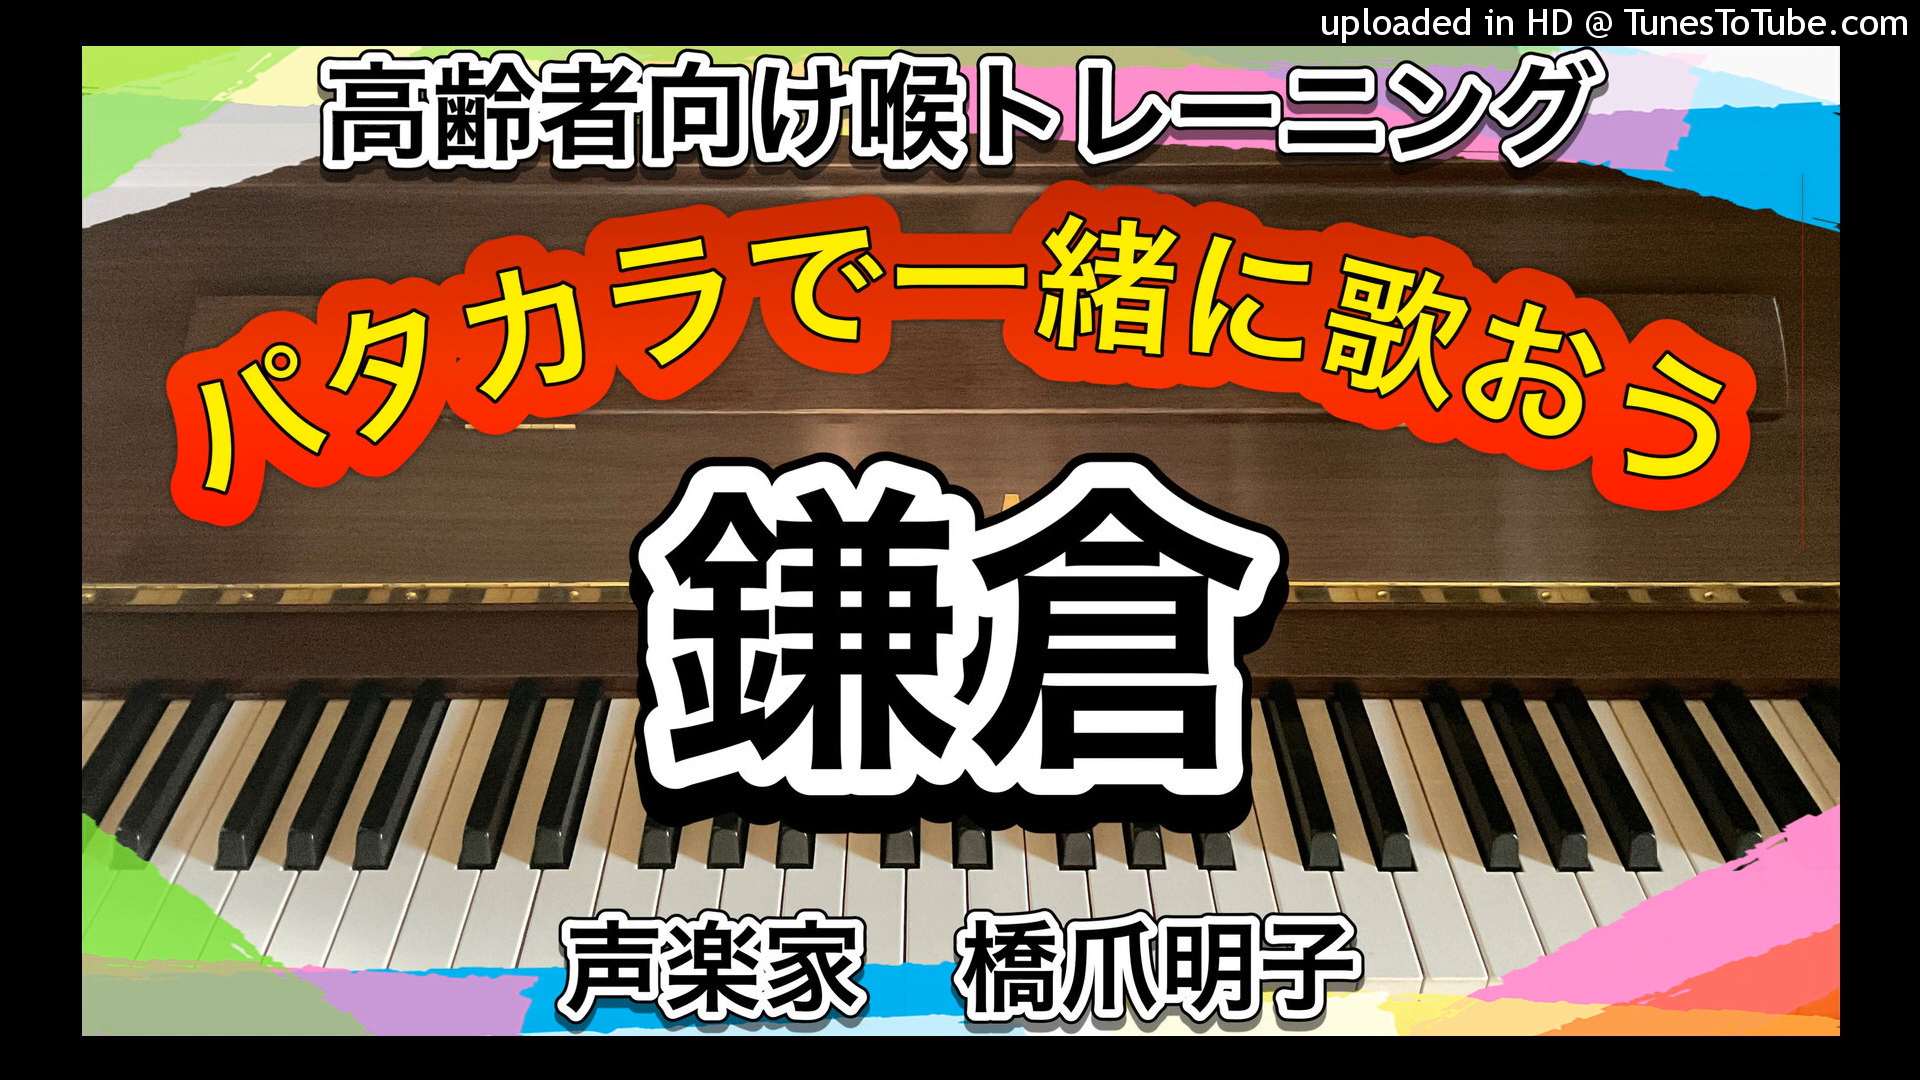 uploaded in HD @ TunesToTube.com
高齢者向け喉トレーニング
パタカラで一緒に歌おう
鎌倉
声楽家 橋爪明子